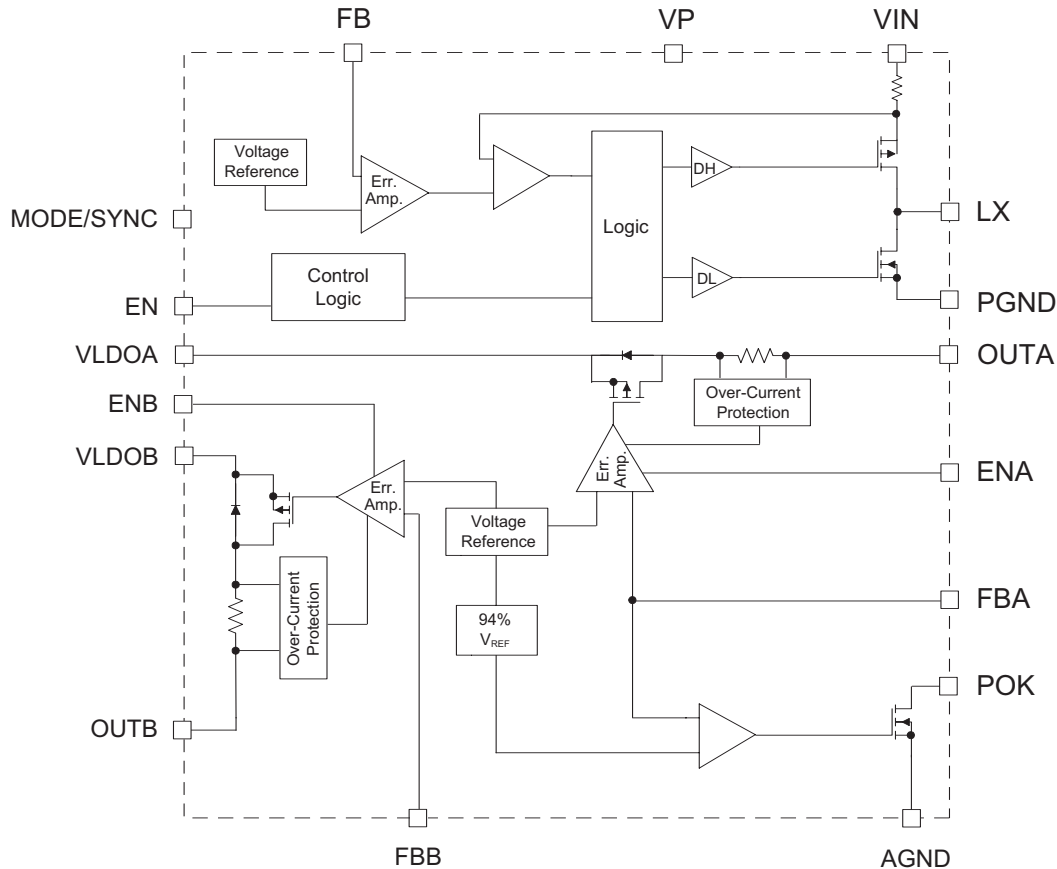 FB
VP
VIN
Voltage
Reference
Err.
Amp.
DH
MODE/SYNC
LX
Logic
Control
Logic
DL
EN
PGND
VLDOA
OUTA
Over-Current
Protection
ENB
VLDOB
Err.
Amp.
ENA
Err.
Amp.
Voltage
Reference
Over-Current
Protection
94%
VREF
FBA
POK
OUTB
FBB
AGND